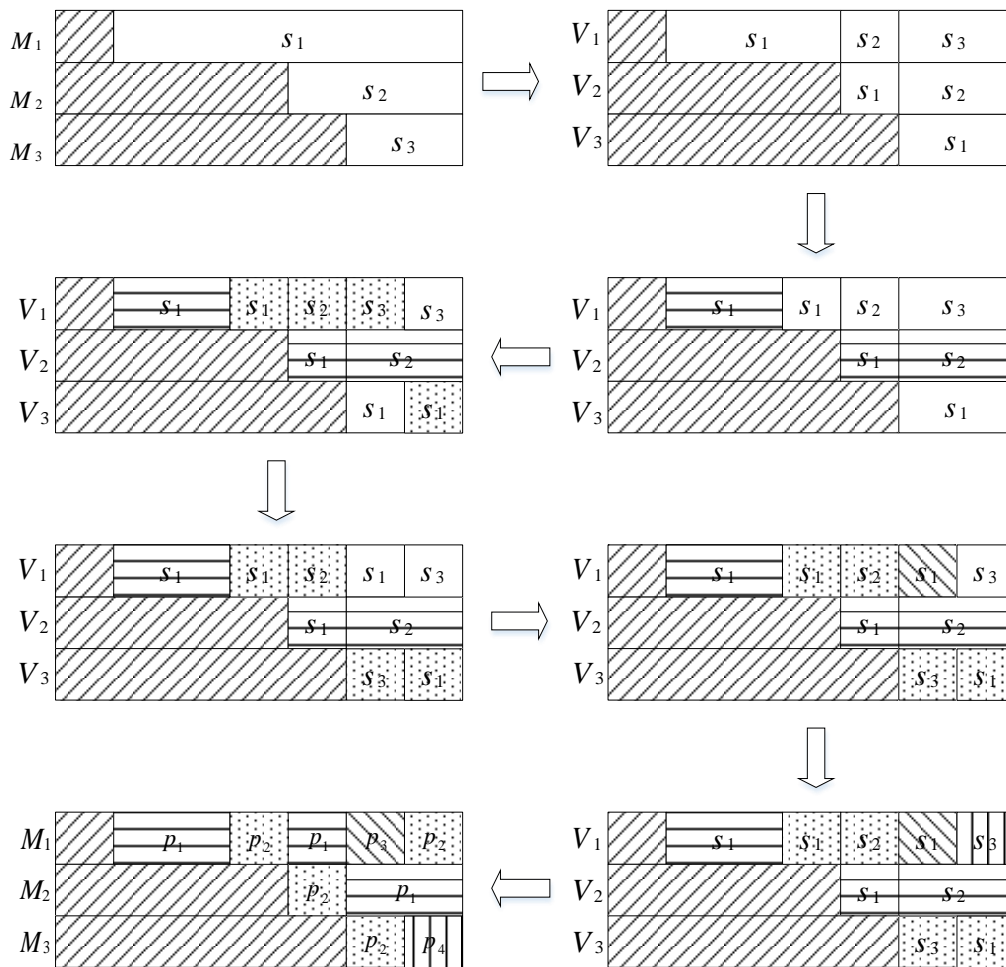 M1 s1
M2 s2
M3 s3
V1 s1 s2 s3
V2 s1 s2
V3 s1
V1 s1 s1 s2 s3 s3
V2 s1 s2
V3 s1 s1
V1 s1 s1 s2 s3
V2 s1 s2
V3 s1
V1 s1 s1 s2 s1 s3
V2 s1 s2
V3 s3 s1
V1 s1 s1 s2 s1 s3
V2 s1 s2
V3 s3 s1
M1 p1 p2 p1 p3 p2
M2 p2 p1
M3 p2 p4
V1 s1 s1 s2 s1 s3
V2 s1 s2
V3 s3 s1